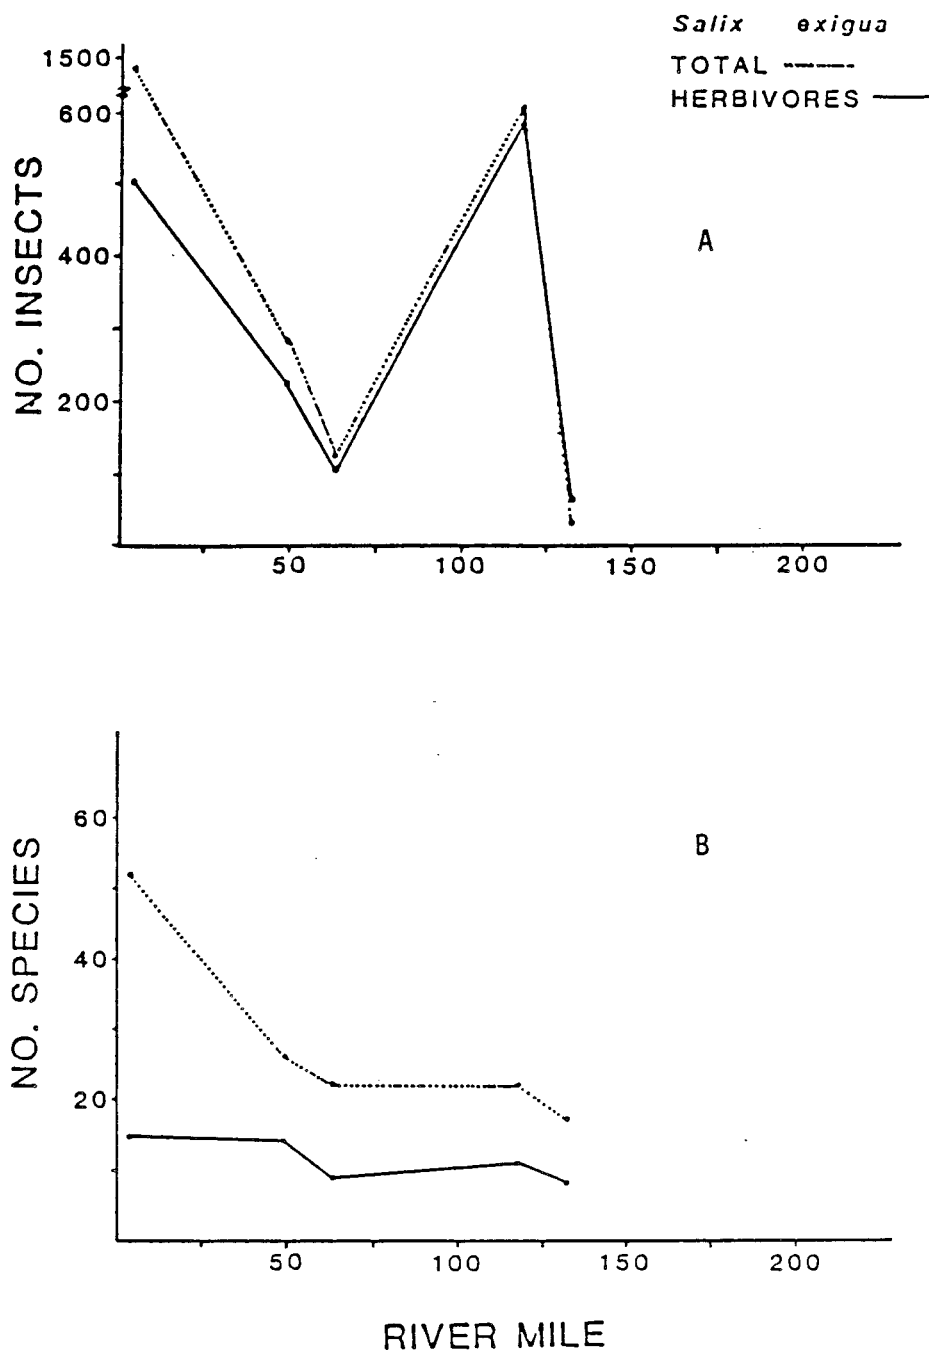 Salix exigua
TOTAL
HERBIVORES
1500
600
400
200
NO. INSECTS
A
50 100 150 200
60
40
20
NO. SPECIES
B
50 100 150 200
RIVER MILE